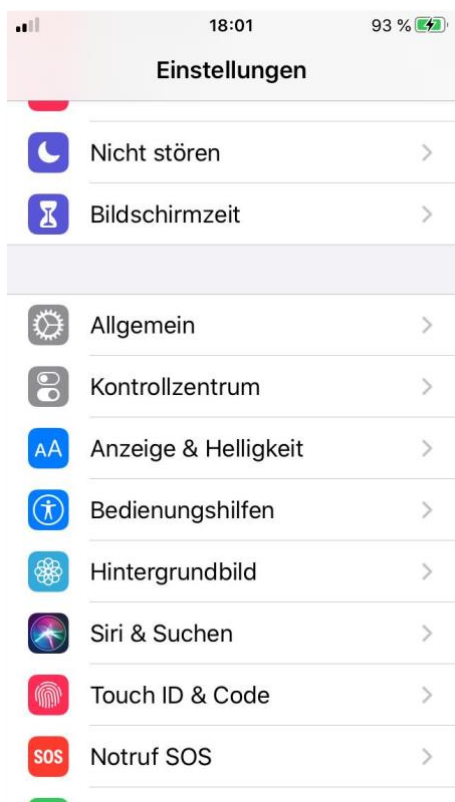 18:01 93 %
Einstellungen
Nicht stören
Bildschirmzeit
Allgemein
Kontrollzentrum
AA Anzeige & Helligkeit
Bedienungshilfen
Hintergrundbild
Siri & Suchen
Touch ID & Code
SOS Notruf SOS